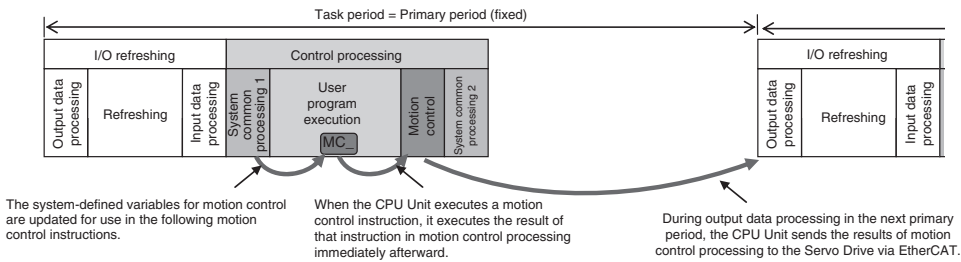 Task period = Primary period (fixed)
I/O refreshing
Control processing
I/O refreshing
Output data
processing
Refreshing
Input data
processing
System
common
processing 1
User
program
execution
MC_
Motion
control
System common
processing 2
Output data
processing
Refreshing
Input data
processing
The system-defined variables for motion control
are updated for use in the following motion
control instructions.
When the CPU Unit executes a motion
control instruction, it executes the result of
that instruction in motion control processing
immediately afterward.
During output data processing in the next primary
period, the CPU Unit sends the results of motion
control processing to the Servo Drive via EtherCAT.